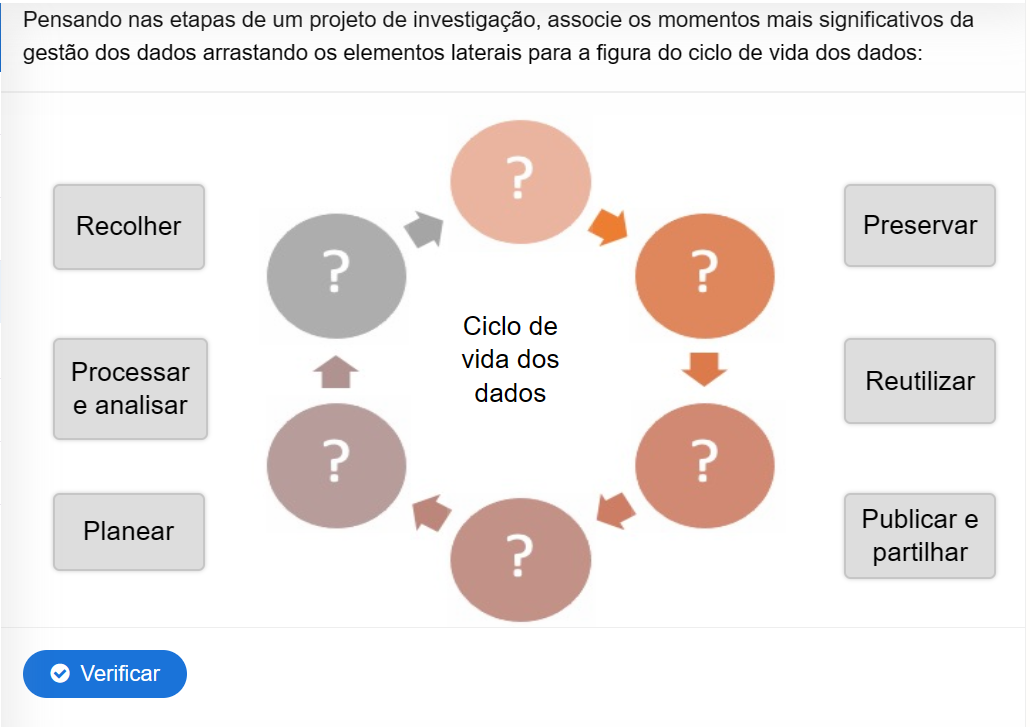 Pensando nas etapas de um projeto de investigação, associe os momentos mais significativos da
gestão dos dados arrastando os elementos laterais para a figura do ciclo de vida dos dados:
?
Recolher
Preservar
?
?
Ciclo de
vida dos
dados
Processar
e analisar
Reutilizar
?
?
Planear
Publicar e
partilhar
?
Verificar